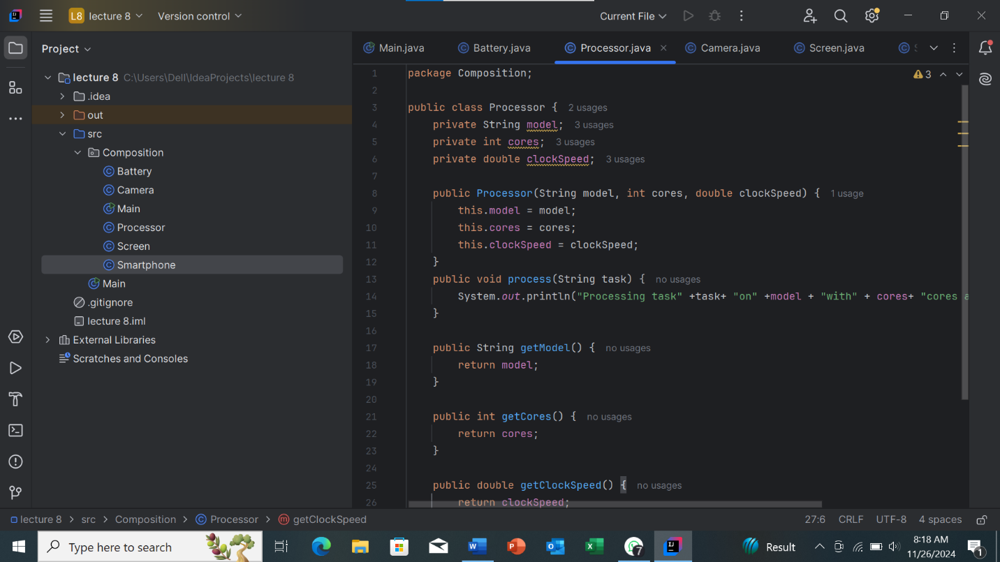 L8 lecture 8 Version control Current File
Project
lecture 8 C:\Users\Dell\IdeaProjects\lecture 8
.idea
out
src
Composition
Battery
Camera
Main
Processor
Screen
Smartphone
Main
.gitignore
lecture 8.iml
External Libraries
Scratches and Consoles
Main.java Battery.java Processor.java Camera.java Screen.java
3
1 package Composition;
2
3 public class Processor { 2 usages
4 private String model; 3 usages
5 private int cores; 3 usages
6 private double clockSpeed; 3 usages
7
8 public Processor(String model, int cores, double clockSpeed) { 1 usage
9 this.model = model;
10 this.cores = cores;
11 this.clockSpeed = clockSpeed;
12 }
13 public void process(String task) { no usages
14 System.out.println("Processing task" +task+ "on" +model + "with" + cores+ "cores a
15 }
16
17 public String getModel() { no usages
18 return model;
19 }
20
21 public int getCores() { no usages
22 return cores;
23 }
24
25 public double getClockSpeed() { no usages
26 return clockSpeed;
lecture 8 > src > Composition > Processor > getClockSpeed 27:6 CRLF UTF-8 4 spaces
Type here to search 7 Result 8:18 AM
11/26/2024 1